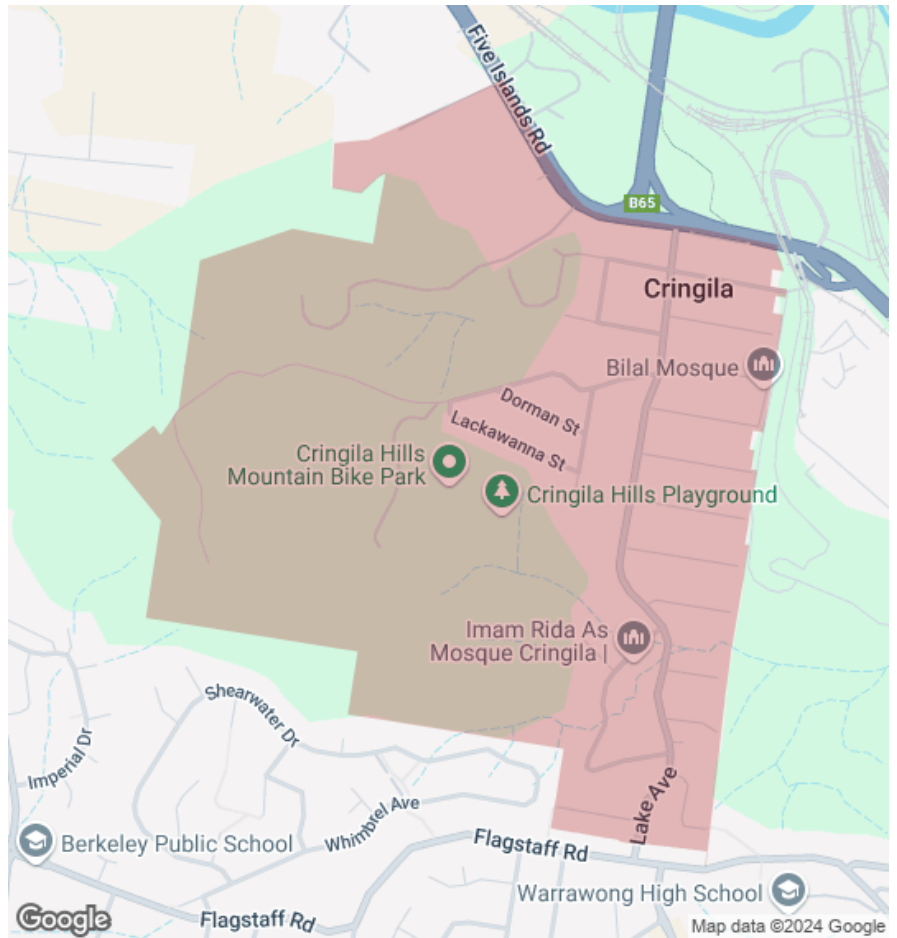 Five Islands Rd
B65
Cringila
Bilal Mosque
Dorman St
Lackawanna St
Cringila Hills
Mountain Bike Park
Cringila Hills Playground
Imam Rida As
Mosque Cringila |
Shearwater Dr
Imperial Dr
Lake Ave
Whimbrel Ave
Berkeley Public School
Flagstaff Rd
Warrawong High School
Flagstaff Rd
Google
Map data ©2024 Google